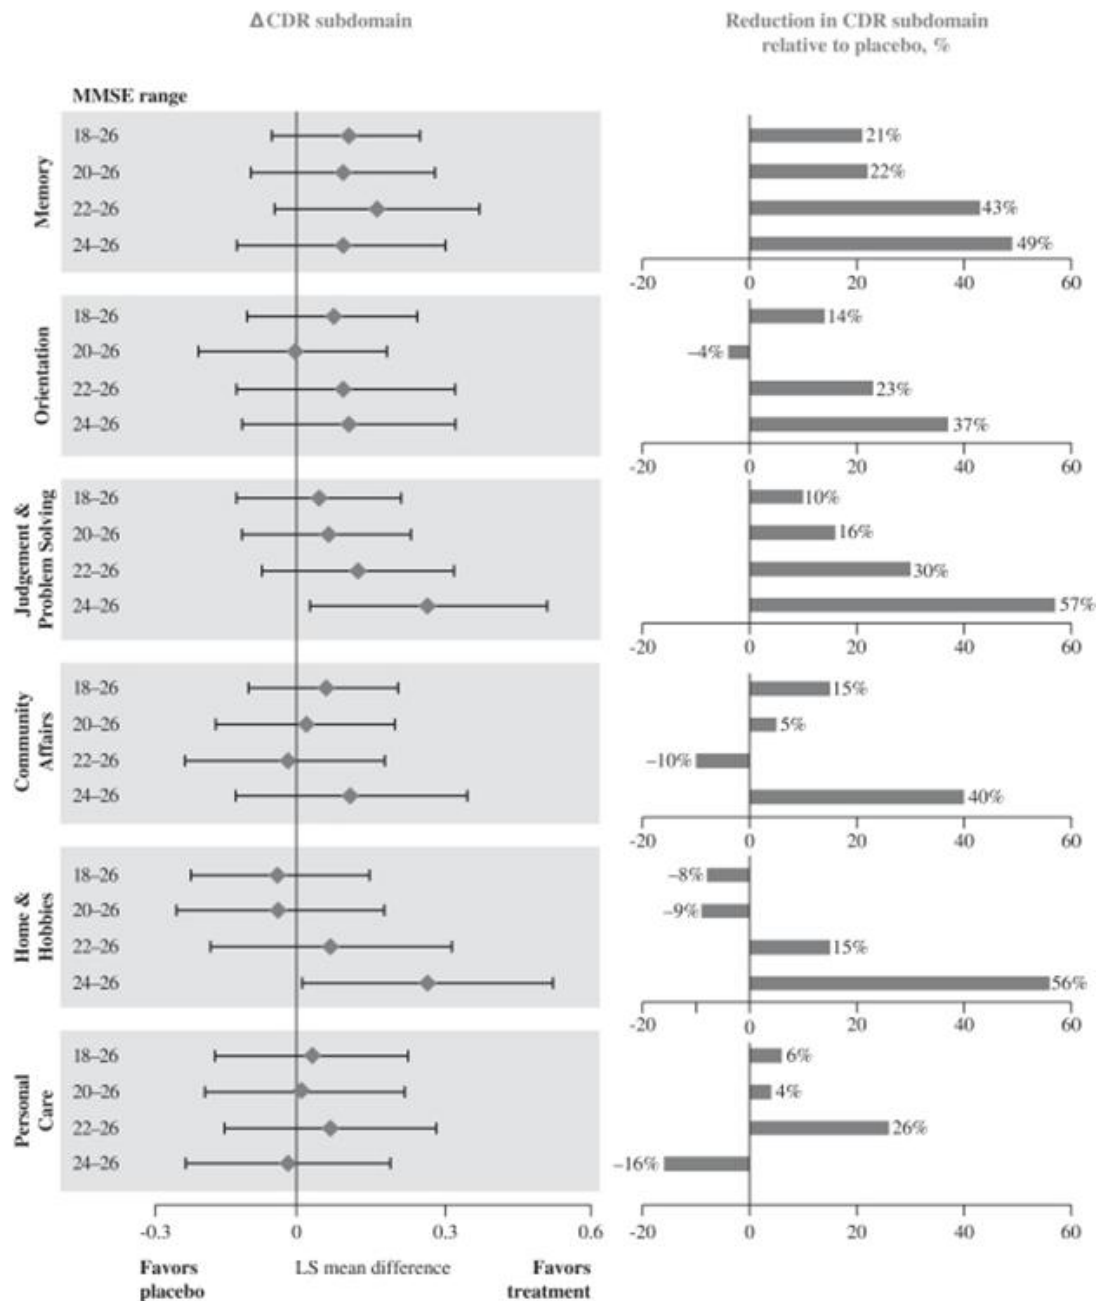 Δ CDR subdomain
Reduction in CDR subdomain
relative to placebo, %
MMSE range
Memory
18–26
20–26
22–26
24–26
21%
22%
43%
49%
-20 0 20 40 60
Orientation
18–26
20–26
22–26
24–26
14%
–4%
23%
37%
-20 0 20 40 60
Judgement &
Problem Solving
18–26
20–26
22–26
24–26
10%
16%
30%
57%
-20 0 20 40 60
Community
Affairs
18–26
20–26
22–26
24–26
15%
5%
–10%
40%
-20 0 20 40 60
Home &
Hobbies
18–26
20–26
22–26
24–26
–8%
–9%
15%
56%
-20 0 20 40 60
Personal
Care
18–26
20–26
22–26
24–26
6%
4%
26%
–16%
-20 0 20 40 60
-0.3 0 0.3 0.6
Favors
placebo
LS mean difference
Favors
treatment